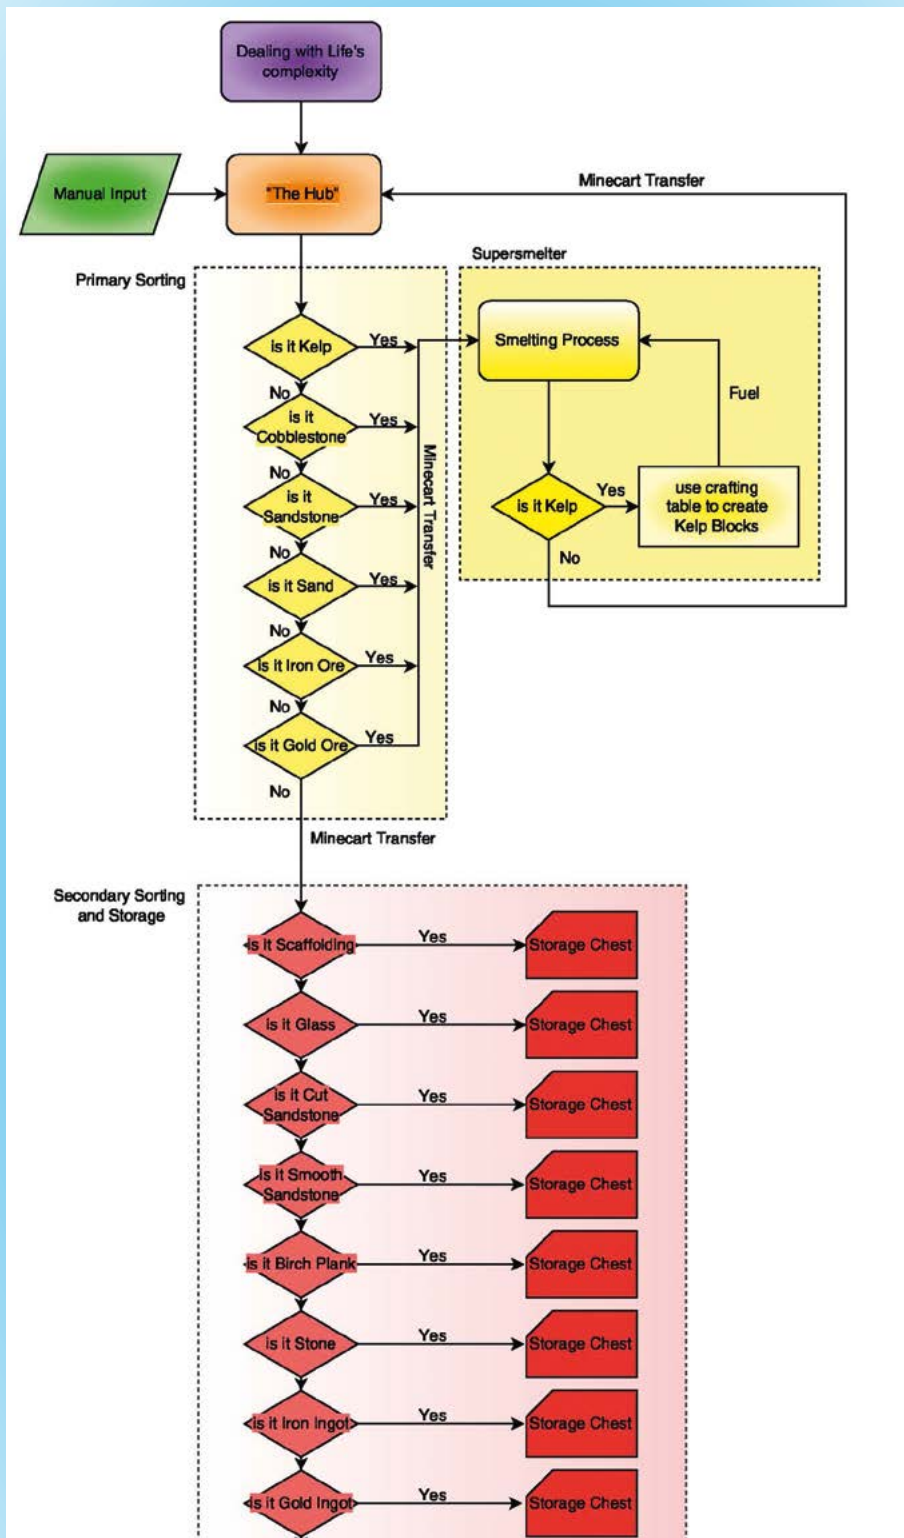 Dealing with Life's
complexity
Manual Input
"The Hub"
Minecart Transfer
Primary Sorting
Supersmelter
is it Kelp
Yes
No
is it
Cobblestone
Yes
No
is it
Sandstone
Yes
No
is it Sand
Yes
No
is it Iron Ore
Yes
No
is it Gold Ore
Yes
No
Minecart Transfer
Smelting Process
Fuel
is it Kelp
Yes
use crafting
table to create
Kelp Blocks
No
Minecart Transfer
Secondary Sorting
and Storage
is it Scaffolding
Yes
Storage Chest
is it Glass
Yes
Storage Chest
is it Cut
Sandstone
Yes
Storage Chest
is it Smooth
Sandstone
Yes
Storage Chest
is it Birch Plank
Yes
Storage Chest
is it Stone
Yes
Storage Chest
is it Iron Ingot
Yes
Storage Chest
is it Gold Ingot
Yes
Storage Chest